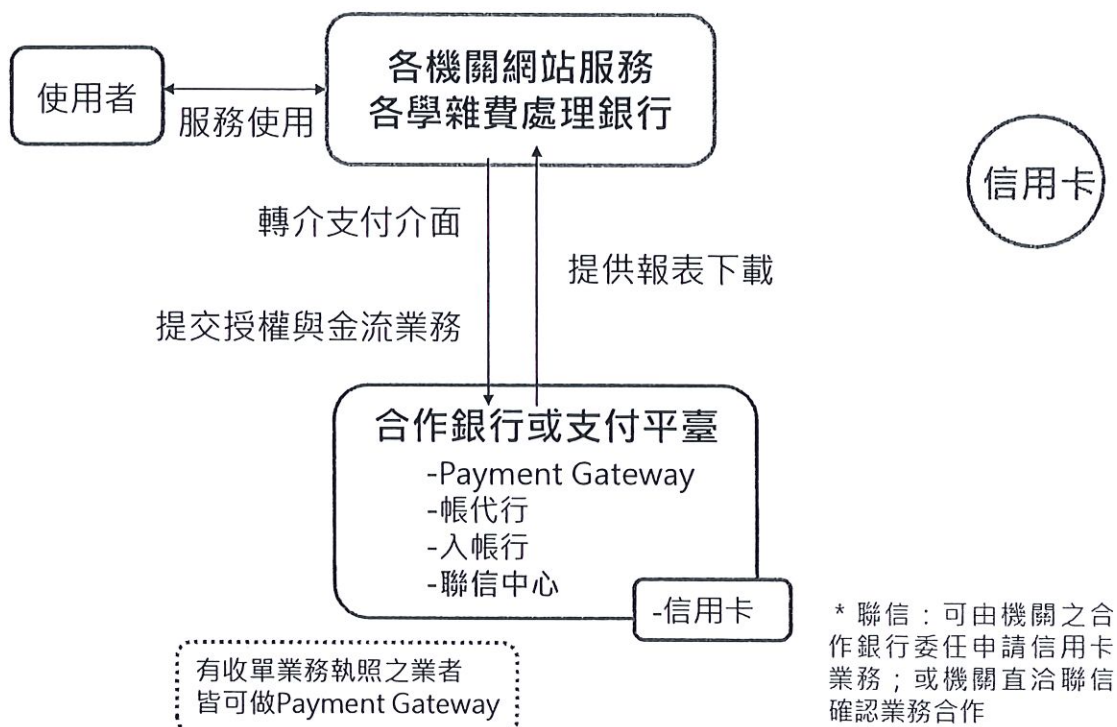 使用者
服務使用
各機關網站服務
各學雜費處理銀行
信用卡
轉介支付介面
提供報表下載
提交授權與金流業務
合作銀行或支付平臺
-Payment Gateway
-帳代行
-入帳行
-聯信中心
-信用卡
有收單業務執照之業者
皆可做Payment Gateway
* 聯信：可由機關之合
作銀行委任申請信用卡
業務；或機關直洽聯信
確認業務合作